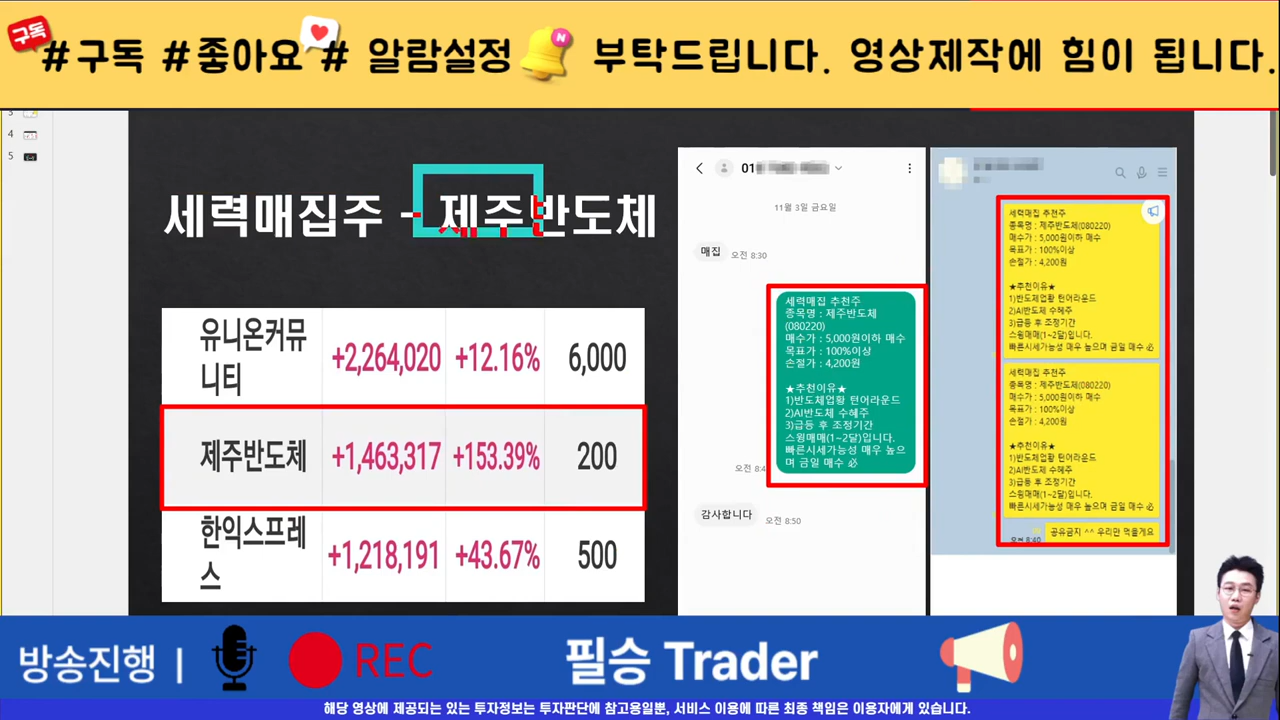 구독
#구독 #좋아요 # 알람설정 부탁드립니다. 영상제작에 힘이 됩니다.
N
3
4
5
세력매집주 - 제주반도체
유니온커뮤
니티
+2,264,020 +12.16% 6,000
제주반도체 +1,463,317 +153.39% 200
한익스프레
스
+1,218,191 +43.67% 500
01
11월 3일 금요일
매집 오전 8:30
세력매집 추천주
종목명 : 제주반도체
(080220)
매수가 : 5,000원이하 매수
목표가 : 100%이상
손절가 : 4,200원
★추천이유★
1)반도체업황 턴어라운드
2)AI반도체 수혜주
3)급등 후 조정기간
스윙매매(1~2달)입니다.
빠른시세가능성 매우 높으
며 금일 매수 必
오전 8:4
감사합니다 오전 8:50
세력매집 추천주
종목명 : 제주반도체(080220)
매수가 : 5,000원이하 매수
목표가 : 100%이상
손절가 : 4,200원
★추천이유★
1)반도체업황 턴어라운드
2)AI반도체 수혜주
3)급등 후 조정기간
스윙매매(1~2달)입니다.
빠른시세가능성 매우 높으며 금일 매수 必
세력매집 추천주
종목명 : 제주반도체(080220)
매수가 : 5,000원이하 매수
목표가 : 100%이상
손절가 : 4,200원
★추천이유★
1)반도체업황 턴어라운드
2)AI반도체 수혜주
3)급등 후 조정기간
스윙매매(1~2달)입니다.
빠른시세가능성 매우 높으며 금일 매수 必
8:40 공유금지 ^^ 우리만 먹을게요
방송진행 | REC 필승 Trader
해당 영상에 제공되는 있는 투자정보는 투자판단에 참고용일뿐, 서비스 이용에 따른 최종 책임은 이용자에게 있습니다.